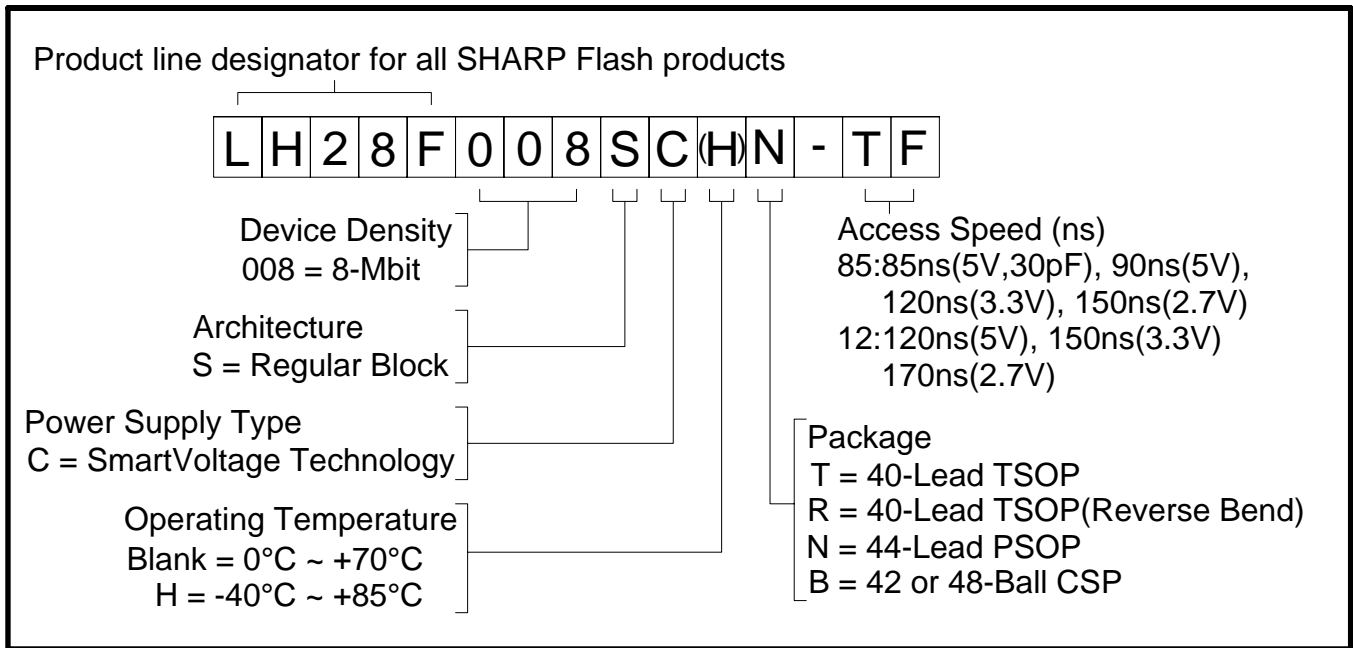 Product line designator for all SHARP Flash products
L H 2 8 F 0 0 8 S C (H) N - T F
Device Density
008 = 8-Mbit
Architecture
S = Regular Block
Power Supply Type
C = SmartVoltage Technology
Operating Temperature
Blank = 0°C ~ +70°C
H = -40°C ~ +85°C
Access Speed (ns)
85:85ns(5V,30pF), 90ns(5V),
120ns(3.3V), 150ns(2.7V)
12:120ns(5V), 150ns(3.3V)
170ns(2.7V)
Package
T = 40-Lead TSOP
R = 40-Lead TSOP(Reverse Bend)
N = 44-Lead PSOP
B = 42 or 48-Ball CSP